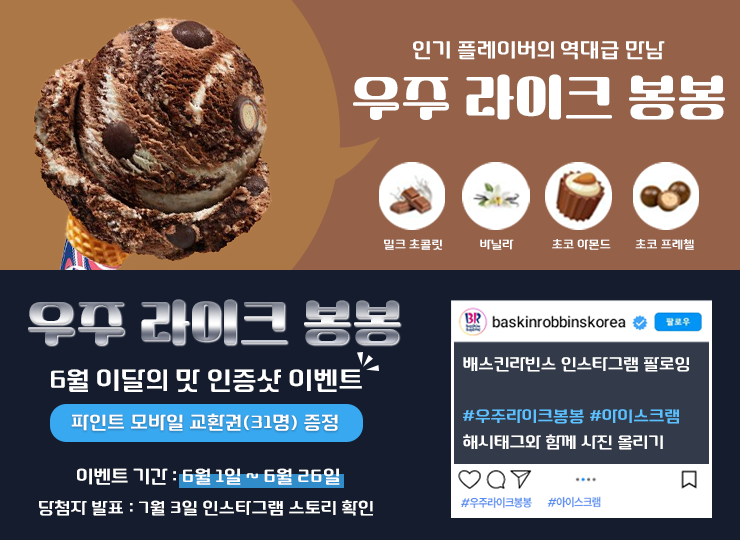 인기 플레이버의 역대급 만남
우주 라이크 봉봉
밀크 초콜릿
바닐라
초코 아몬드
초코 프레첼
우주 라이크 봉봉
6월 이달의 맛 인증샷 이벤트
파인트 모바일 교환권(31명) 증정
이벤트 기간 : 6월 1일 ~ 6월 26일
당첨자 발표 : 7월 3일 인스타그램 스토리 확인
BR
baskinrobbinskorea
팔로우
배스킨라빈스 인스타그램 팔로잉
#우주라이크봉봉 #아이스크램
해시태그와 함께 사진 올리기
#우주라이크봉봉 #아이스크램